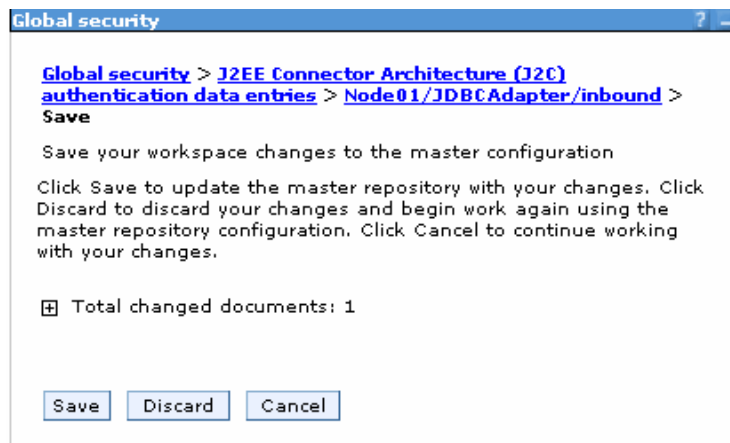 Global security ? –
Global security > J2EE Connector Architecture (J2C)
authentication data entries > Node01/JDBCAdapter/inbound >
Save
Save your workspace changes to the master configuration
Click Save to update the master repository with your changes. Click
Discard to discard your changes and begin work again using the
master repository configuration. Click Cancel to continue working
with your changes.
Total changed documents: 1
Save Discard Cancel